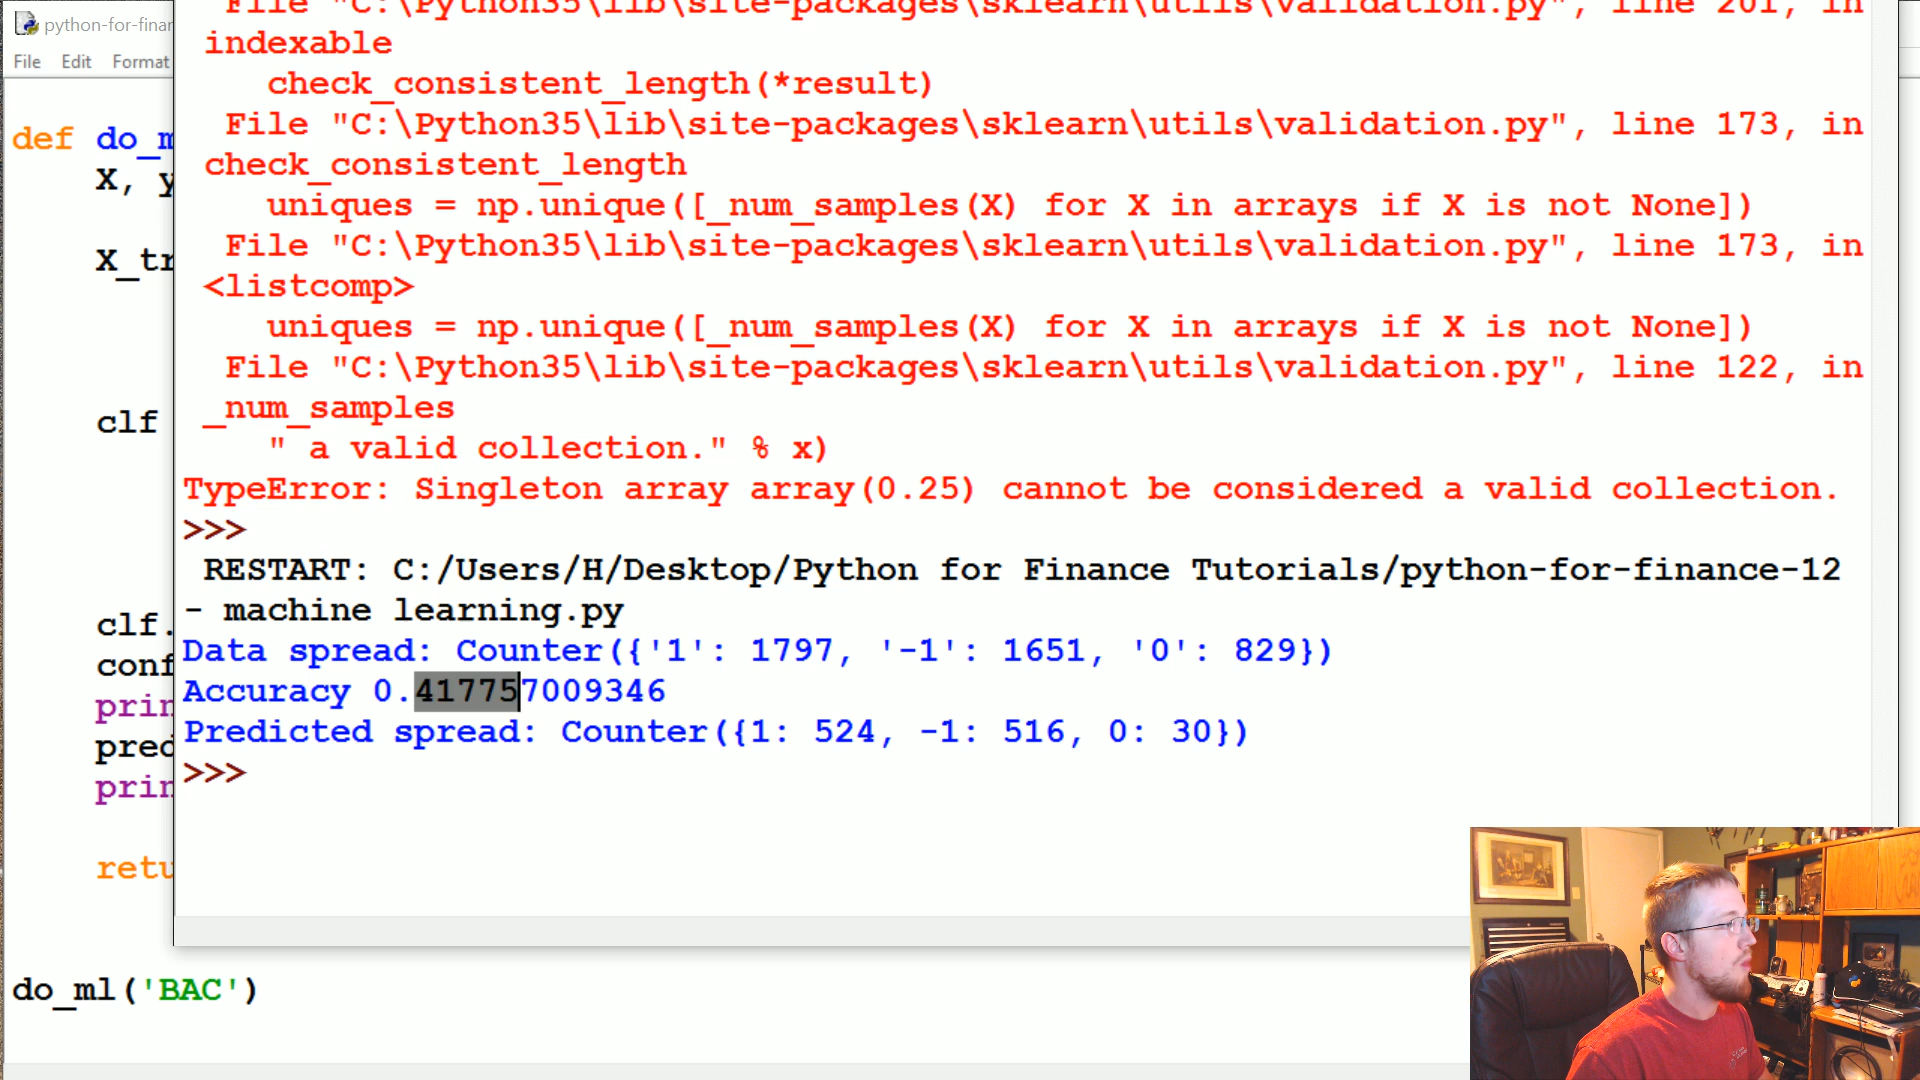 python-for-finan
File Edit Format
File "C:\Python35\lib\site-packages\sklearn\utils\validation.py", line 201, in
indexable
check_consistent_length(*result)
File "C:\Python35\lib\site-packages\sklearn\utils\validation.py", line 173, in
check_consistent_length
uniques = np.unique([_num_samples(X) for X in arrays if X is not None])
File "C:\Python35\lib\site-packages\sklearn\utils\validation.py", line 173, in
<listcomp>
uniques = np.unique([_num_samples(X) for X in arrays if X is not None])
File "C:\Python35\lib\site-packages\sklearn\utils\validation.py", line 122, in
_num_samples
" a valid collection." % x)
TypeError: Singleton array array(0.25) cannot be considered a valid collection.
>>>
RESTART: C:/Users/H/Desktop/Python for Finance Tutorials/python-for-finance-12
- machine learning.py
Data spread: Counter({'1': 1797, '-1': 1651, '0': 829})
Accuracy 0.417757009346
Predicted spread: Counter({1: 524, -1: 516, 0: 30})
>>>
def do_m
X, y
X_tr
clf
clf.
conf
prin
pred
prin
retu
do_ml('BAC')